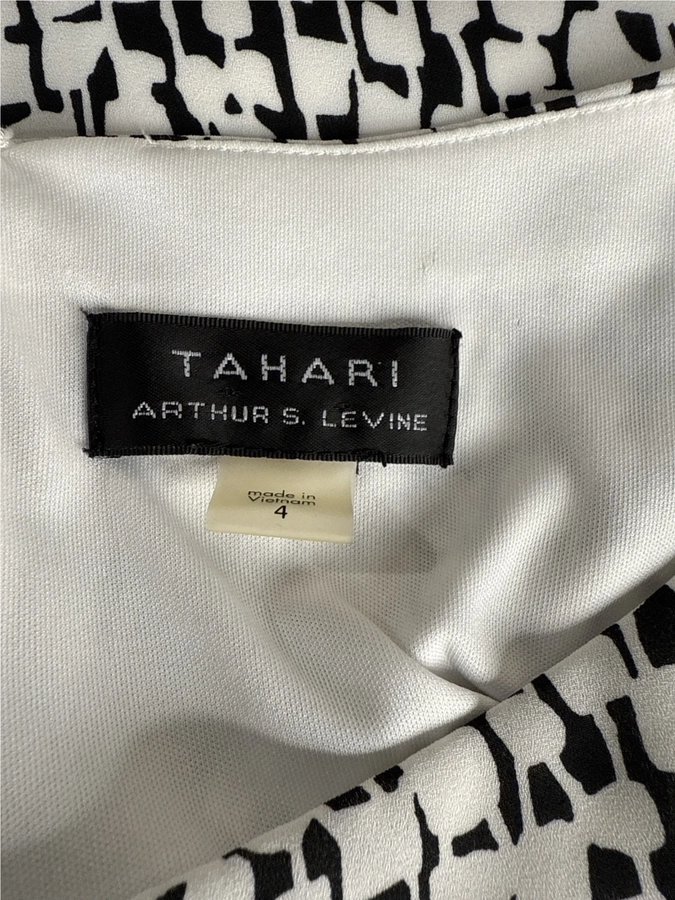 TAHARI
ARTHUR S. LEVINE
made in
Vietnam
4